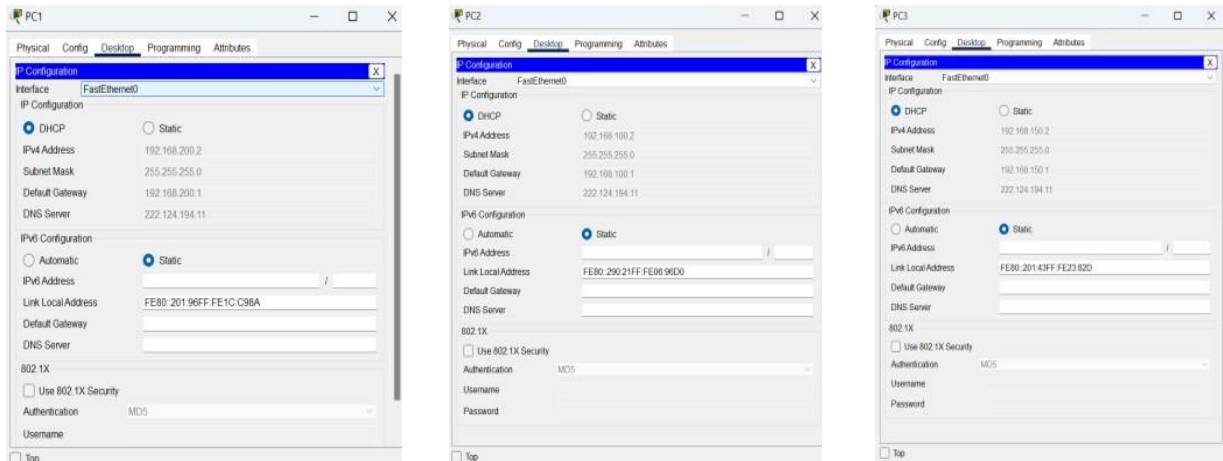 PC1
Physical Config Desktop Programming Attributes
IP Configuration X
Interface FastEthernet0
IP Configuration
DHCP Static
IPv4 Address 192.168.200.2
Subnet Mask 255.255.255.0
Default Gateway 192.168.200.1
DNS Server 222.124.194.11
IPv6 Configuration
Automatic Static
IPv6 Address /
Link Local Address FE80::201:96FF:FE1C:C98A
Default Gateway
DNS Server
802.1X
Use 802.1X Security
Authentication MD5
Username
Top
PC2
Physical Config Desktop Programming Attributes
IP Configuration X
Interface FastEthernet0
IP Configuration
DHCP Static
IPv4 Address 192.168.100.2
Subnet Mask 255.255.255.0
Default Gateway 192.168.100.1
DNS Server 222.124.194.11
IPv6 Configuration
Automatic Static
IPv6 Address /
Link Local Address FE80::290:21FF:FE06:96D0
Default Gateway
DNS Server
802.1X
Use 802.1X Security
Authentication MD5
Username
Password
Top
PC3
Physical Config Desktop Programming Attributes
IP Configuration X
Interface FastEthernet0
IP Configuration
DHCP Static
IPv4 Address 192.168.150.2
Subnet Mask 255.255.255.0
Default Gateway 192.168.150.1
DNS Server 222.124.194.11
IPv6 Configuration
Automatic Static
IPv6 Address /
Link Local Address FE80::201:43FF:FE23:82D
Default Gateway
DNS Server
802.1X
Use 802.1X Security
Authentication MD5
Username
Password
Top